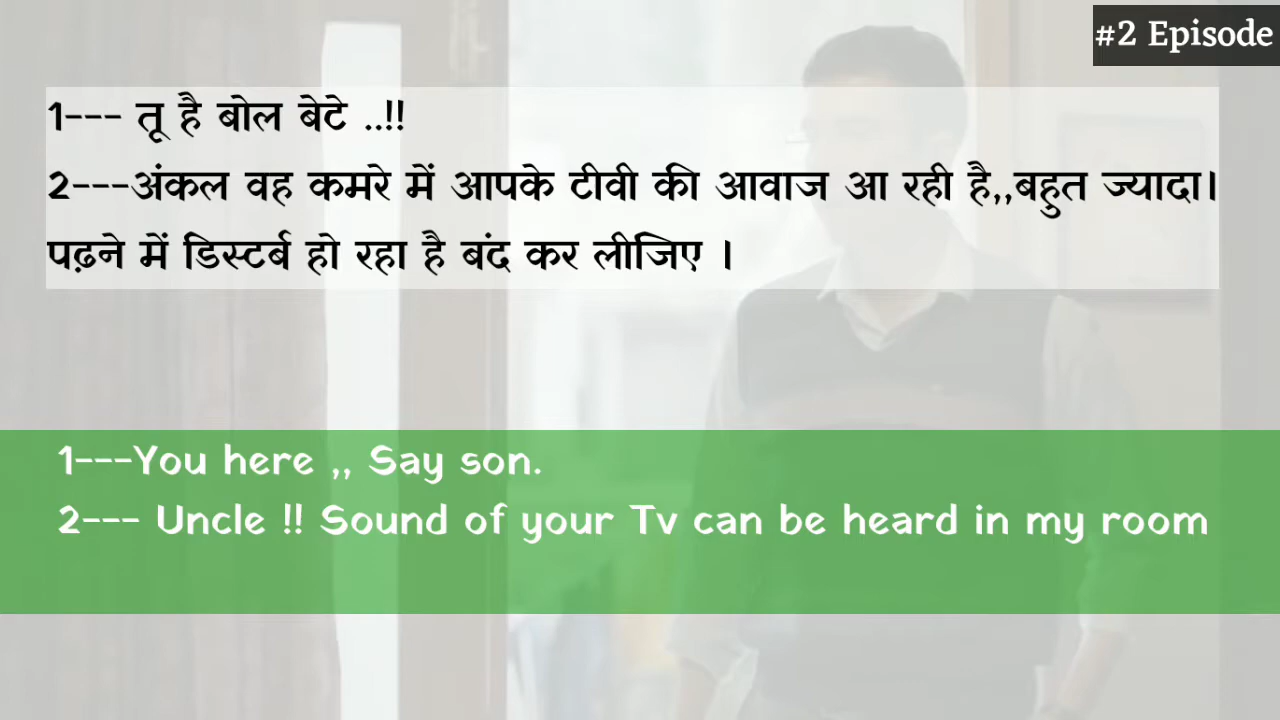 #2 Episode
1--- तू है बोल बेटे ..!!
2---अंकल वह कमरे में आपके टीवी की आवाज आ रही है,,बहुत ज्यादा।
पढ़ने में डिस्टर्ब हो रहा है बंद कर लीजिए ।
1---You here ,, Say son.
2--- Uncle !! Sound of your Tv can be heard in my room